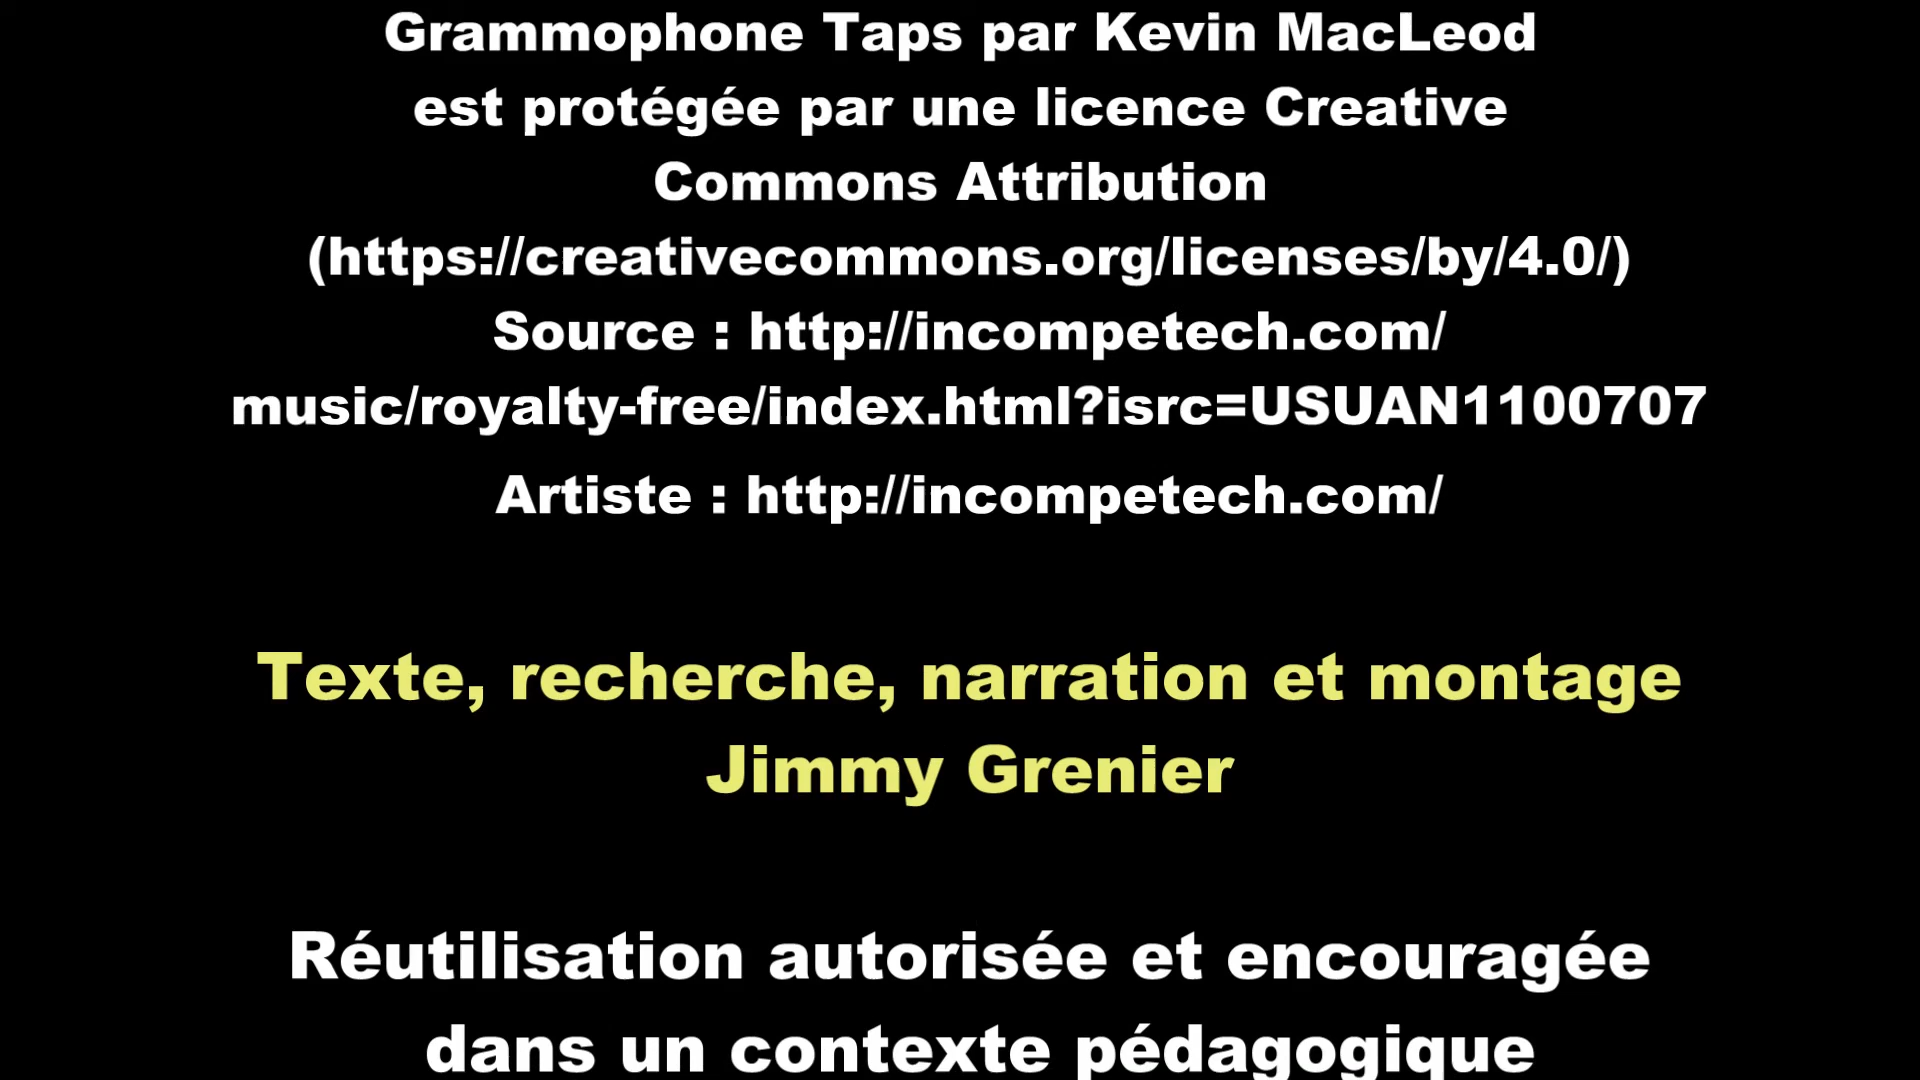 Grammophone Taps par Kevin MacLeod
est protégée par une licence Creative
Commons Attribution
(https://creativecommons.org/licenses/by/4.0/)
Source : http://incompetech.com/
music/royalty-free/index.html?isrc=USUAN1100707
Artiste : http://incompetech.com/
Texte, recherche, narration et montage
Jimmy Grenier
Réutilisation autorisée et encouragée
dans un contexte pédagogique